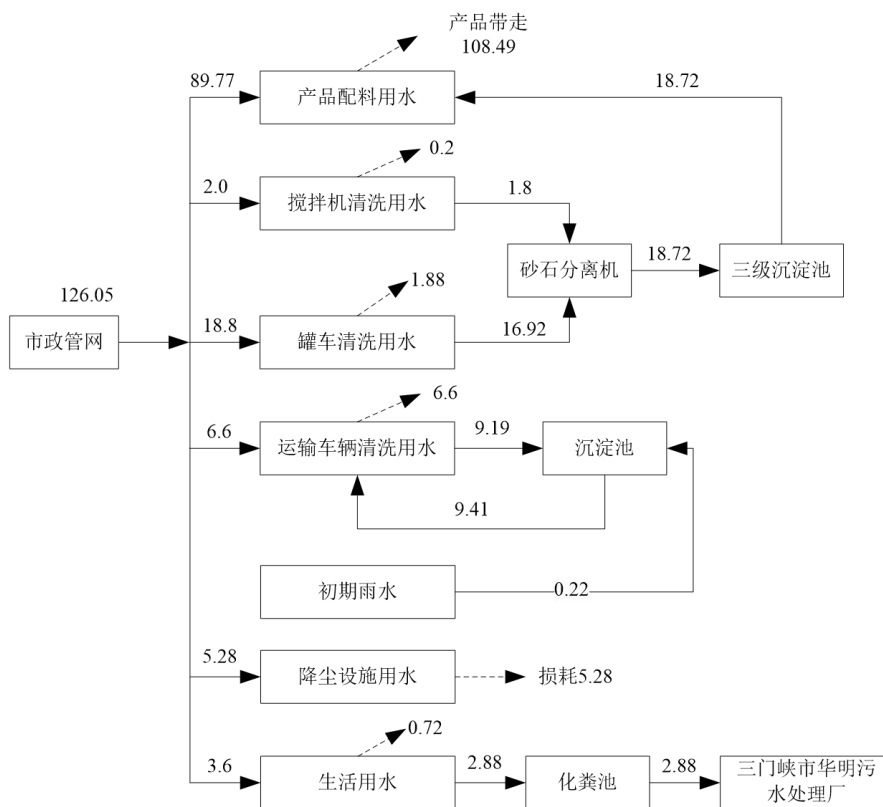 产品带走
108.49
89.77
产品配料用水
18.72
0.2
2.0
搅拌机清洗用水
1.8
砂石分离机
18.72
三级沉淀池
126.05
市政管网
1.88
18.8
罐车清洗用水
16.92
6.6
6.6
运输车辆清洗用水
9.19
沉淀池
9.41
初期雨水
0.22
5.28
降尘设施用水
损耗5.28
0.72
3.6
生活用水
2.88
化粪池
2.88
三门峡市华明污
水处理厂